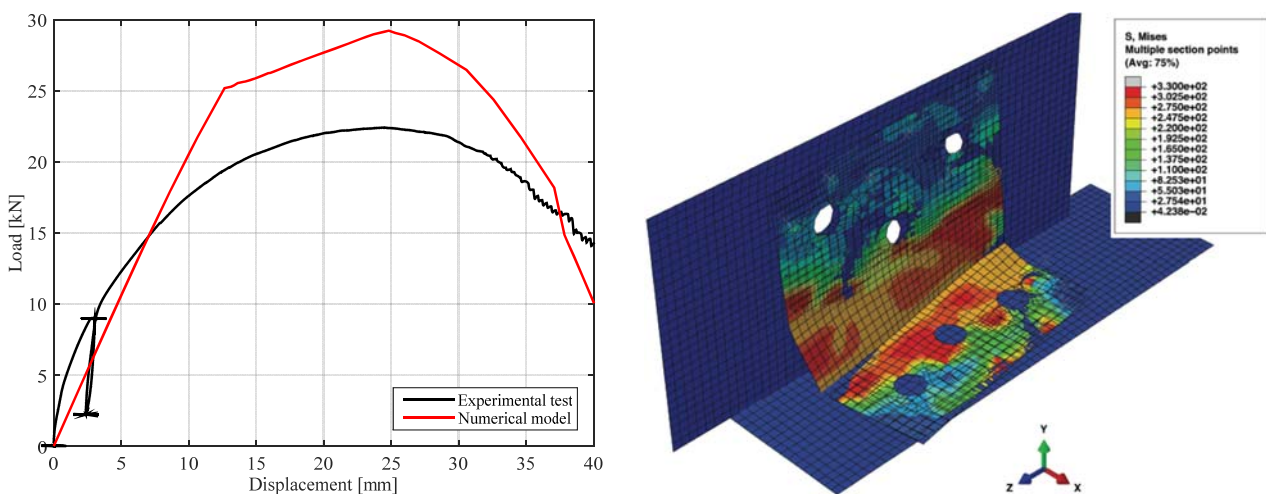 30
25
20
15
10
5
0
0 5 10 15 20 25 30 35 40
Load [kN]
Displacement [mm]
Experimental test
Numerical model
S, Mises
Multiple section points
(Avg: 75%)
+3.300e+02
+3.025e+02
+2.750e+02
+2.475e+02
+2.200e+02
+1.925e+02
+1.650e+02
+1.375e+02
+1.100e+02
+8.253e+01
+5.503e+01
+2.754e+01
+4.238e−02
Y
Z X